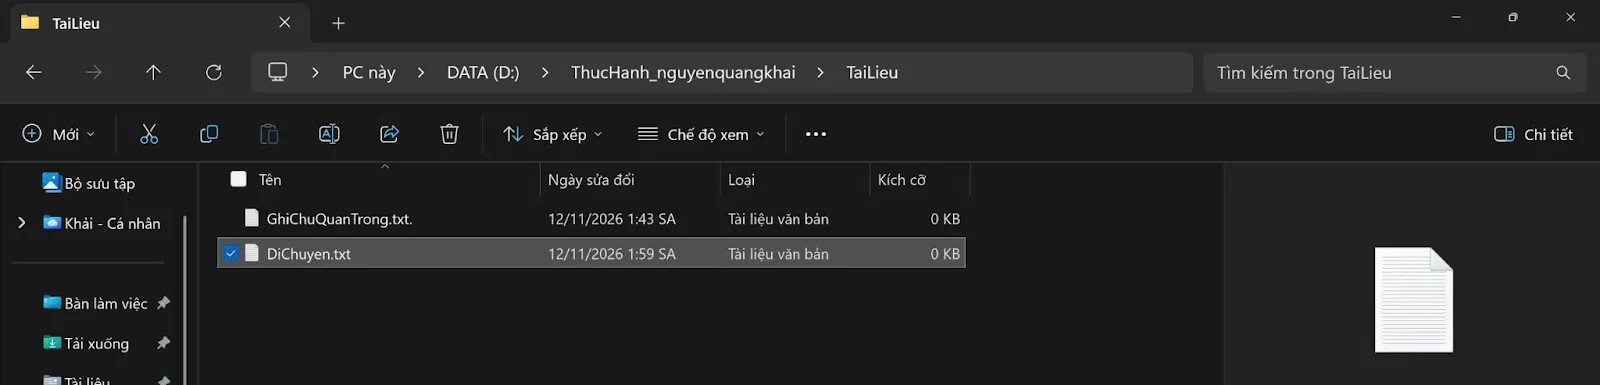 TaiLieu
PC này > DATA (D:) > ThucHanh_nguyenquangkhai > TaiLieu
Tìm kiếm trong TaiLieu
Mới
Sắp xếp
Chế độ xem
Chi tiết
Bộ sưu tập
Khải - Cá nhân
Bàn làm việc
Tải xuống
Tài liệu
Tên Ngày sửa đổi Loại Kích cỡ
GhiChuQuanTrong.txt. 12/11/2026 1:43 SA Tài liệu văn bản 0 KB
DiChuyen.txt 12/11/2026 1:59 SA Tài liệu văn bản 0 KB